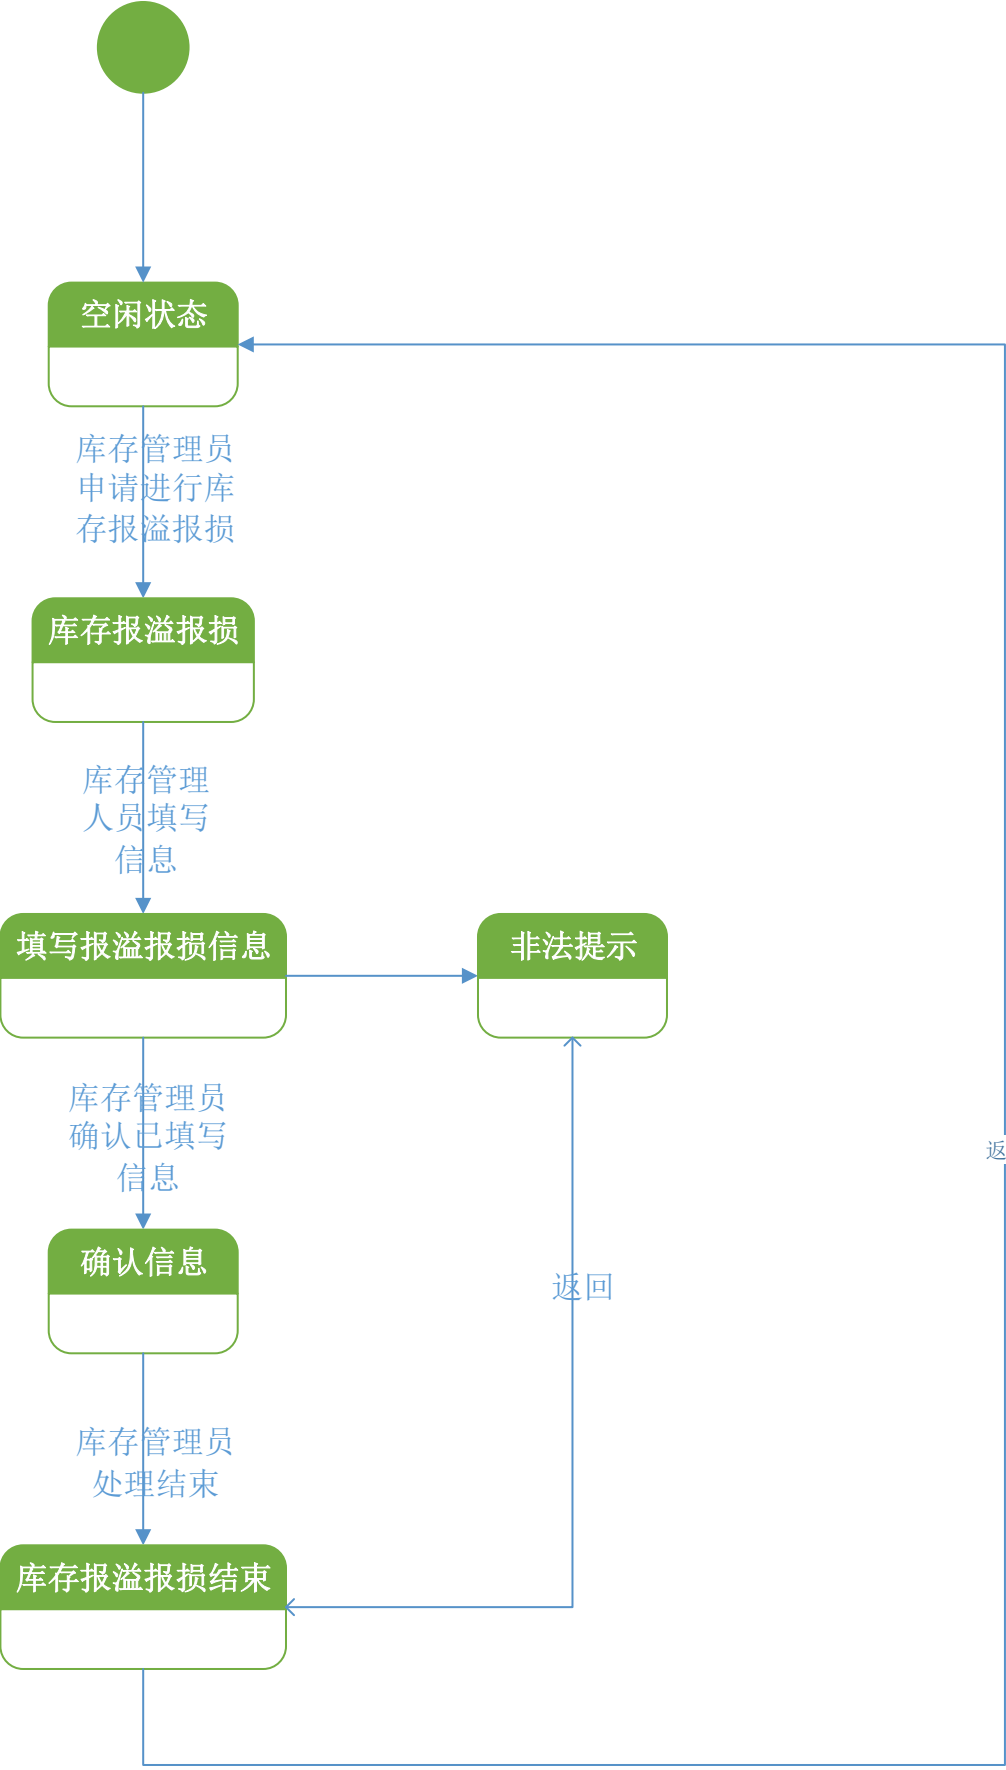 空闲状态
库存管理员
申请进行库
存报溢报损
库存报溢报损
库存管理
人员填写
信息
填写报溢报损信息
非法提示
库存管理员
确认已填写
信息
返
确认信息
返回
库存管理员
处理结束
库存报溢报损结束